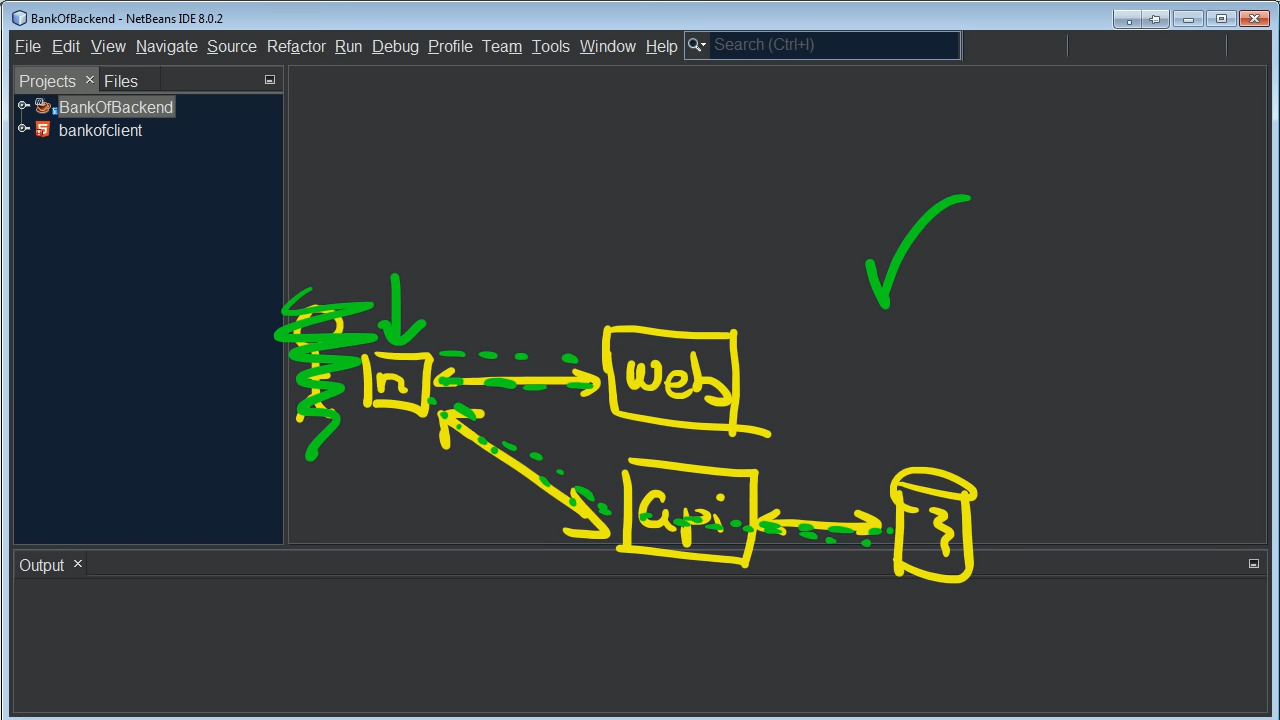 BankOfBackend - NetBeans IDE 8.0.2
File Edit View Navigate Source Refactor Run Debug Profile Team Tools Window Help Search (Ctrl+I)
Projects Files
BankOfBackend
bankofclient
n
Web
api
Output